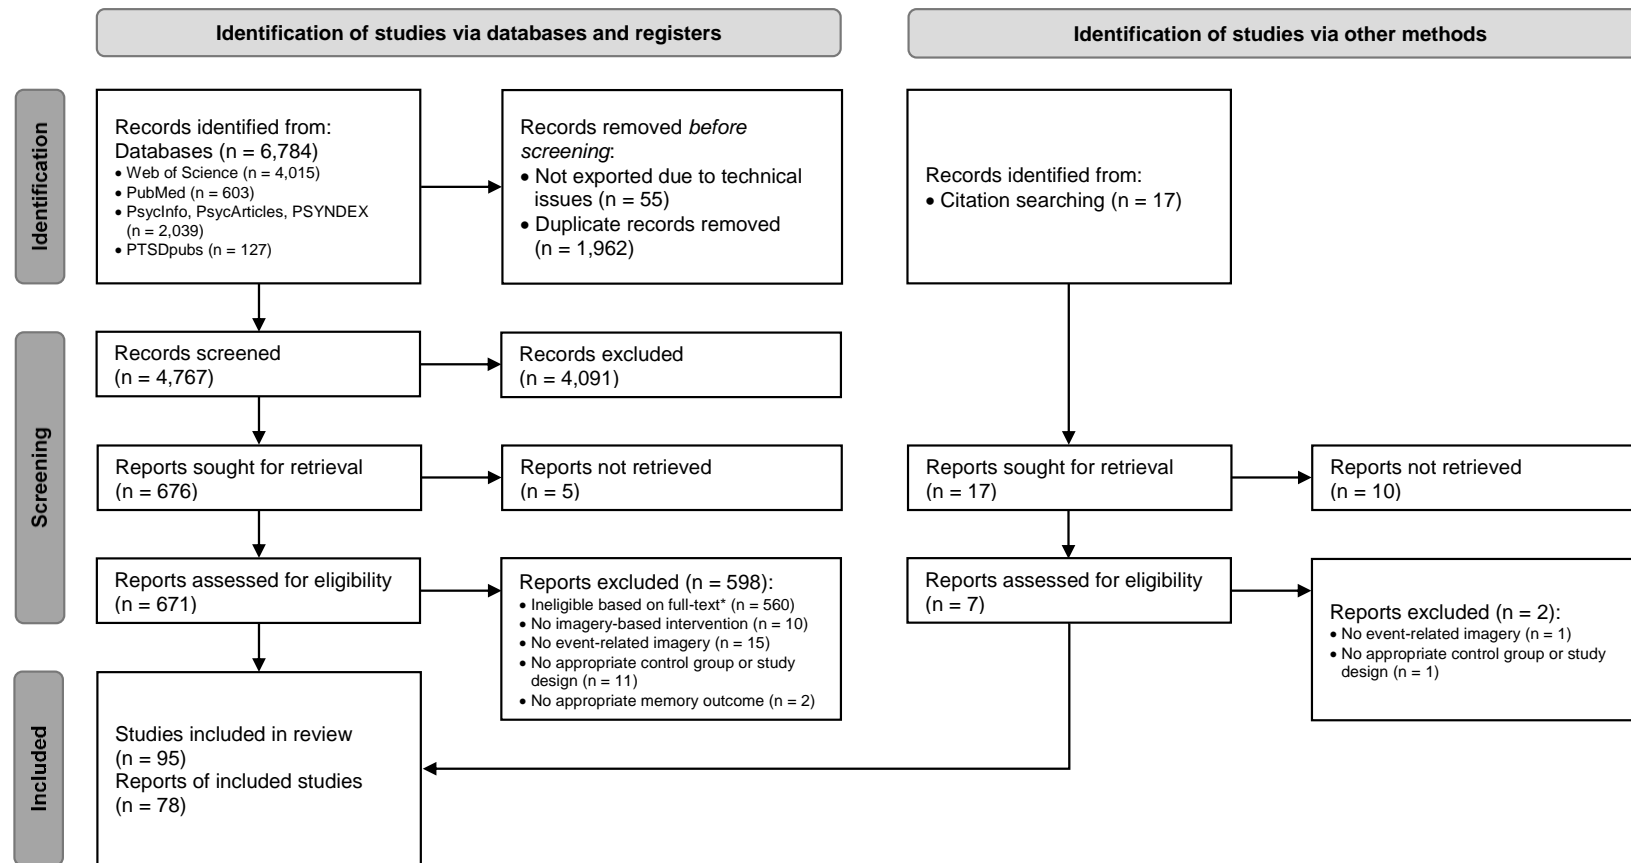 Identification of studies via databases and registers
Identification of studies via other methods
Identification
Records identified from:
Databases (n = 6,784)
• Web of Science (n = 4,015)
• PubMed (n = 603)
• PsycInfo, PsycArticles, PSYNDEX
(n = 2,039)
• PTSDpubs (n = 127)
Records removed before
screening:
• Not exported due to technical
issues (n = 55)
• Duplicate records removed
(n = 1,962)
Records identified from:
• Citation searching (n = 17)
Screening
Records screened
(n = 4,767)
Records excluded
(n = 4,091)
Reports sought for retrieval
(n = 676)
Reports not retrieved
(n = 5)
Reports sought for retrieval
(n = 17)
Reports not retrieved
(n = 10)
Reports assessed for eligibility
(n = 671)
Reports excluded (n = 598):
• Ineligible based on full-text* (n = 560)
• No imagery-based intervention (n = 10)
• No event-related imagery (n = 15)
• No appropriate control group or study
design (n = 11)
• No appropriate memory outcome (n = 2)
Reports assessed for eligibility
(n = 7)
Reports excluded (n = 2):
• No event-related imagery (n = 1)
• No appropriate control group or study
design (n = 1)
Included
Studies included in review
(n = 95)
Reports of included studies
(n = 78)